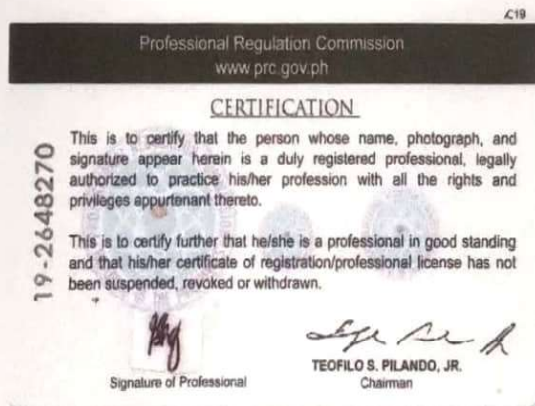 C19
Professional Regulation Commission
www.prc.gov.ph
CERTIFICATION
This is to certify that the person whose name, photograph, and
signature appear herein is a duly registered professional, legally
authorized to practice his/her profession with all the rights and
privileges appurtenant thereto.
This is to certify further that he/she is a professional in good standing
and that his/her certificate of registration/professional license has not
been suspended, revoked or withdrawn.
19-2648270
Signature of Professional
TEOFILO S. PILANDO, JR.
Chairman